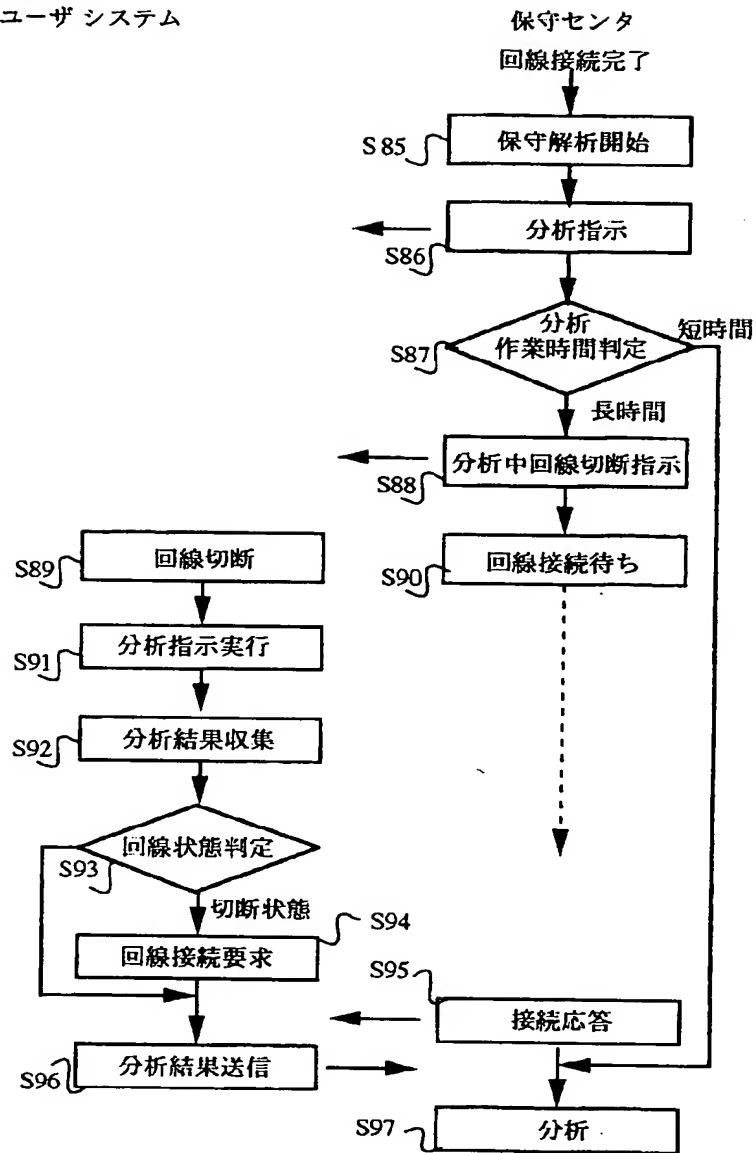 ユーザ システム
保守センタ
回線接続完了
S85
保守解析開始
S86
分析指示
S87
分析
作業時間判定
短時間
長時間
S88
分析中回線切断指示
S89
回線切断
S90
回線接続待ち
S91
分析指示実行
S92
分析結果収集
S93
回線状態判定
切断状態
S94
回線接続要求
S95
接続応答
S96
分析結果送信
S97
分析